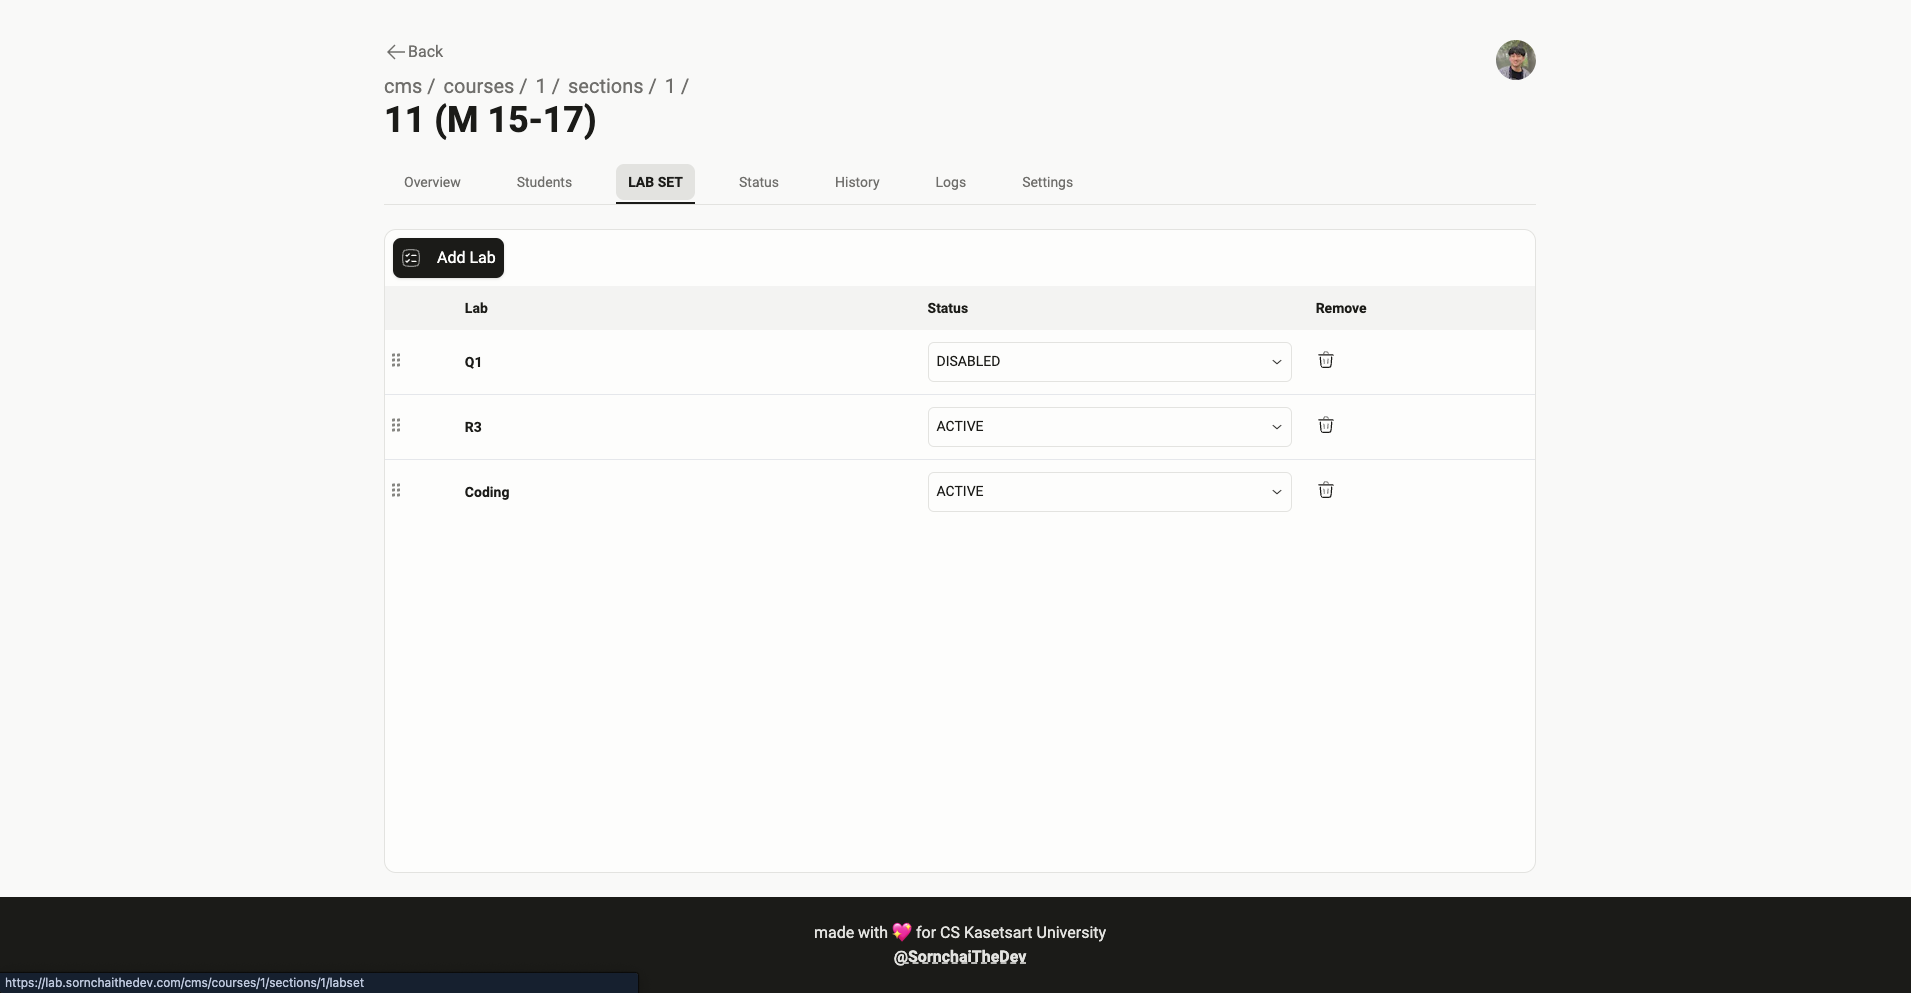 Back
cms / courses / 1 / sections / 1 /
11 (M 15-17)
Overview Students LAB SET Status History Logs Settings
Add Lab
Lab Status Remove
Q1 DISABLED
R3 ACTIVE
Coding ACTIVE
made with 💖 for CS Kasetsart University
@SornchaiTheDev
https://lab.sornchaithedev.com/cms/courses/1/sections/1/labset